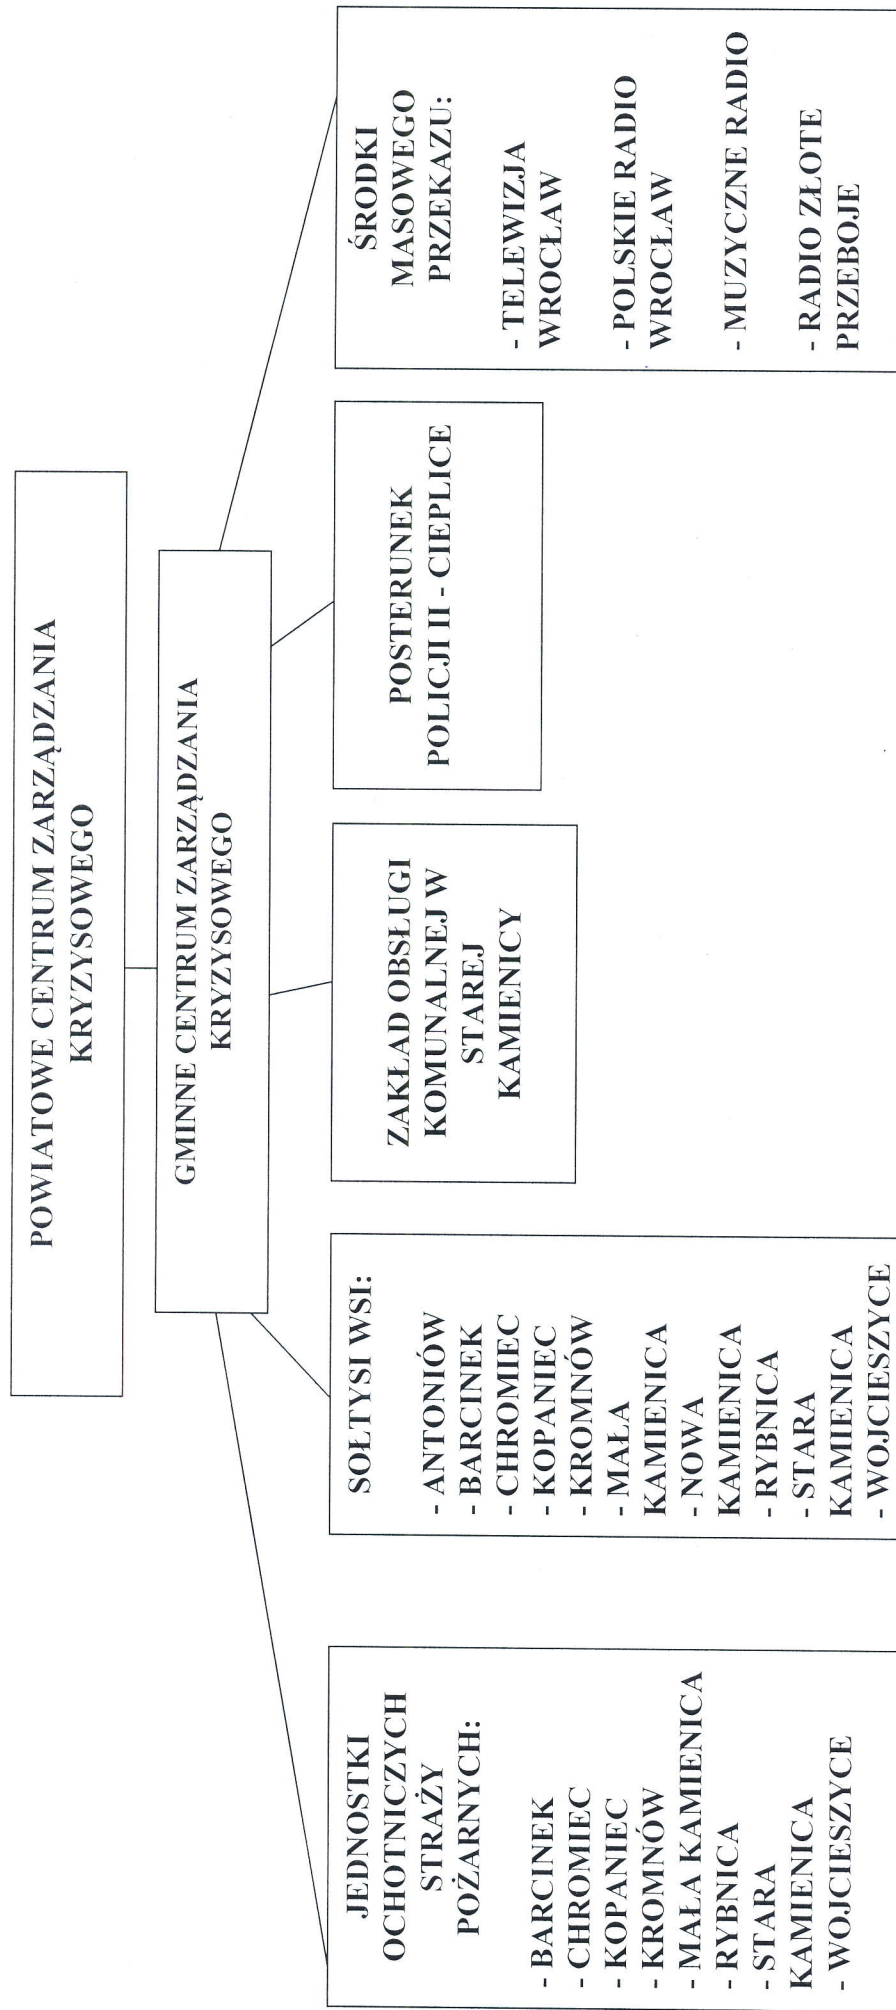 POWIATOWE CENTRUM ZARZĄDZANIA
KRYZYSOWEGO
GMINNE CENTRUM ZARZĄDZANIA
KRYZYSOWEGO
JEDNOSTKI
OCHOTNICZYCH
STRAŻY
POŻARNYCH:
- BARCINEK
- CHROMIEC
- KOPANIEC
- KROMNÓW
- MAŁA KAMIENICA
- RYBNICA
- STARA
KAMIENICA
- WOJCIESZYCE
SOŁTYSI WSI:
- ANTONIÓW
- BARCINEK
- CHROMIEC
- KOPANIEC
- KROMNÓW
- MAŁA
KAMIENICA
- NOWA
KAMIENICA
- RYBNICA
- STARA
KAMIENICA
- WOJCIESZYCE
ZAKŁAD OBSŁUGI
KOMUNALNEJ W
STAREJ
KAMIENICY
POSTERUNEK
POLICJI II - CIEPLICE
ŚRODKI
MASOWEGO
PRZEKAZU:
- TELEWIZJA
WROCŁAW
- POLSKIE RADIO
WROCŁAW
- MUZYCZNE RADIO
- RADIO ZŁOTE
PRZEBOJE